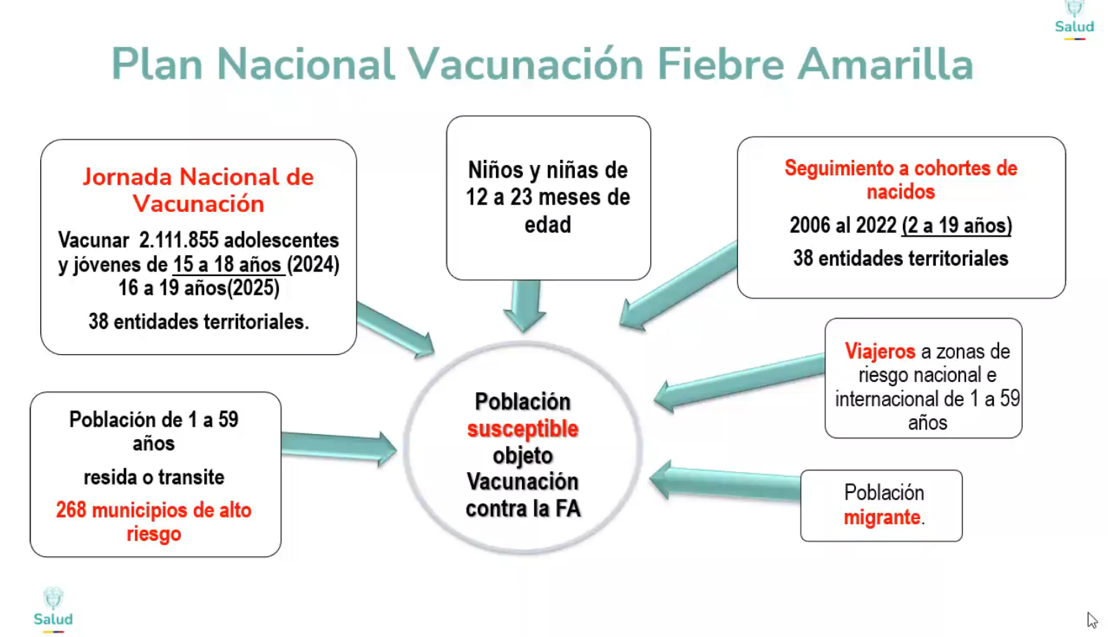 Salud
Plan Nacional Vacunación Fiebre Amarilla
Jornada Nacional de
Vacunación
Vacunar 2.111.855 adolescentes
y jóvenes de 15 a 18 años (2024)
16 a 19 años(2025)
38 entidades territoriales.
Niños y niñas de
12 a 23 meses de
edad
Seguimiento a cohortes de
nacidos
2006 al 2022 (2 a 19 años)
38 entidades territoriales
Viajeros a zonas de
riesgo nacional e
internacional de 1 a 59
años
Población de 1 a 59
años
resida o transite
268 municipios de alto
riesgo
Población
susceptible
objeto
Vacunación
contra la FA
Población
migrante.
Salud